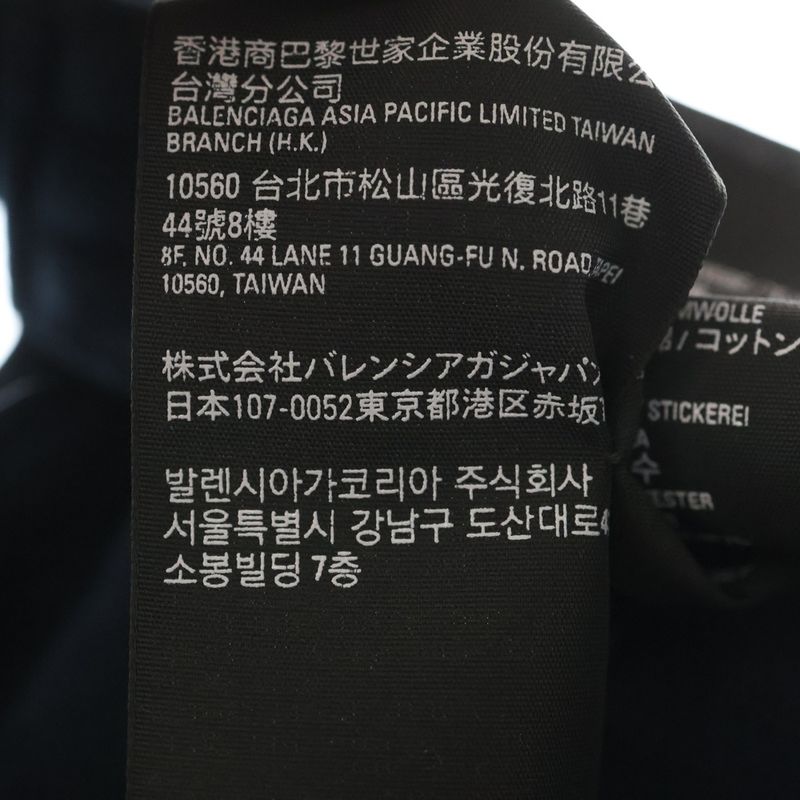 香港商巴黎世家企業股份有限公
台灣分公司
BALENCIAGA ASIA PACIFIC LIMITED TAIWAN
BRANCH (H.K.)
10560 台北市松山區光復北路11巷
44號8樓
8F, NO. 44 LANE 11 GUANG-FU N. ROAD,
10560, TAIWAN
株式会社バレンシアガジャパン
日本107-0052東京都港区赤坂
발렌시아가코리아 주식회사
서울특별시 강남구 도산대로4
소봉빌딩 7층
MWOLLE
/ コットン
STICKEREI
A
수
ESTER